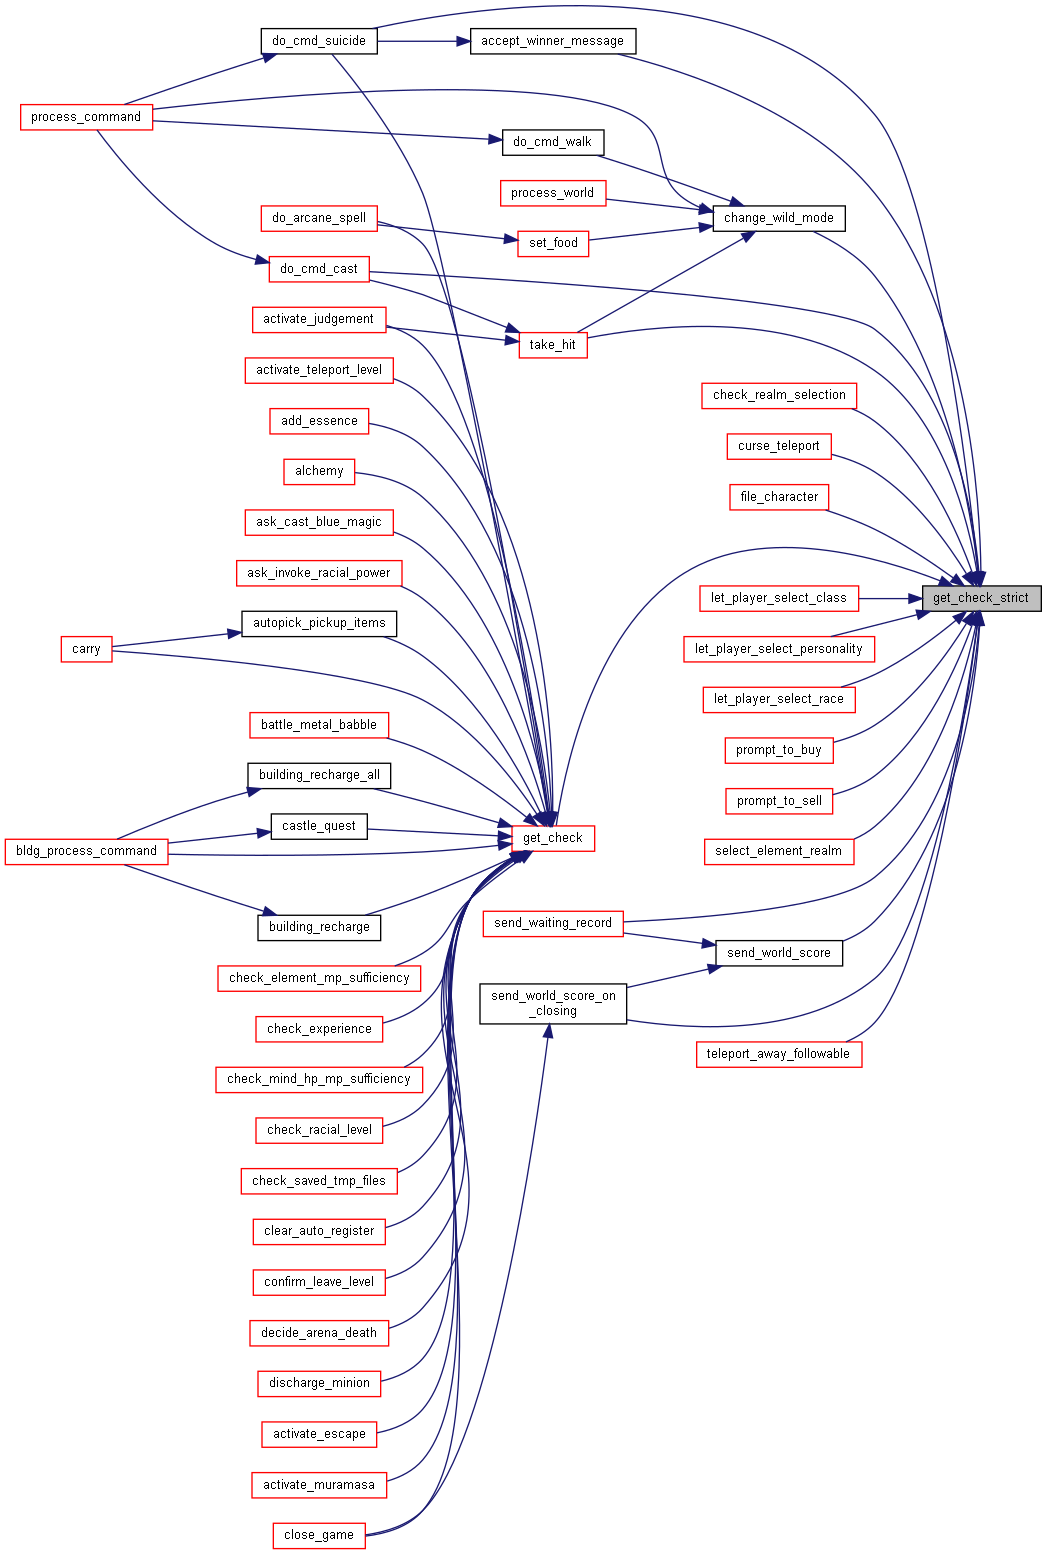 do_cmd_suicide
accept_winner_message
process_command
do_cmd_walk
process_world
do_arcane_spell
change_wild_mode
set_food
do_cmd_cast
activate_judgement
take_hit
activate_teleport_level
check_realm_selection
add_essence
curse_teleport
alchemy
file_character
ask_cast_blue_magic
ask_invoke_racial_power
get_check_strict
let_player_select_class
autopick_pickup_items
carry
let_player_select_personality
let_player_select_race
battle_metal_babble
prompt_to_buy
building_recharge_all
prompt_to_sell
castle_quest
get_check
bldg_process_command
select_element_realm
send_waiting_record
building_recharge
send_world_score
check_element_mp_sufficiency
send_world_score_on
_closing
check_experience
teleport_away_followable
check_mind_hp_mp_sufficiency
check_racial_level
check_saved_tmp_files
clear_auto_register
confirm_leave_level
decide_arena_death
discharge_minion
activate_escape
activate_muramasa
close_game